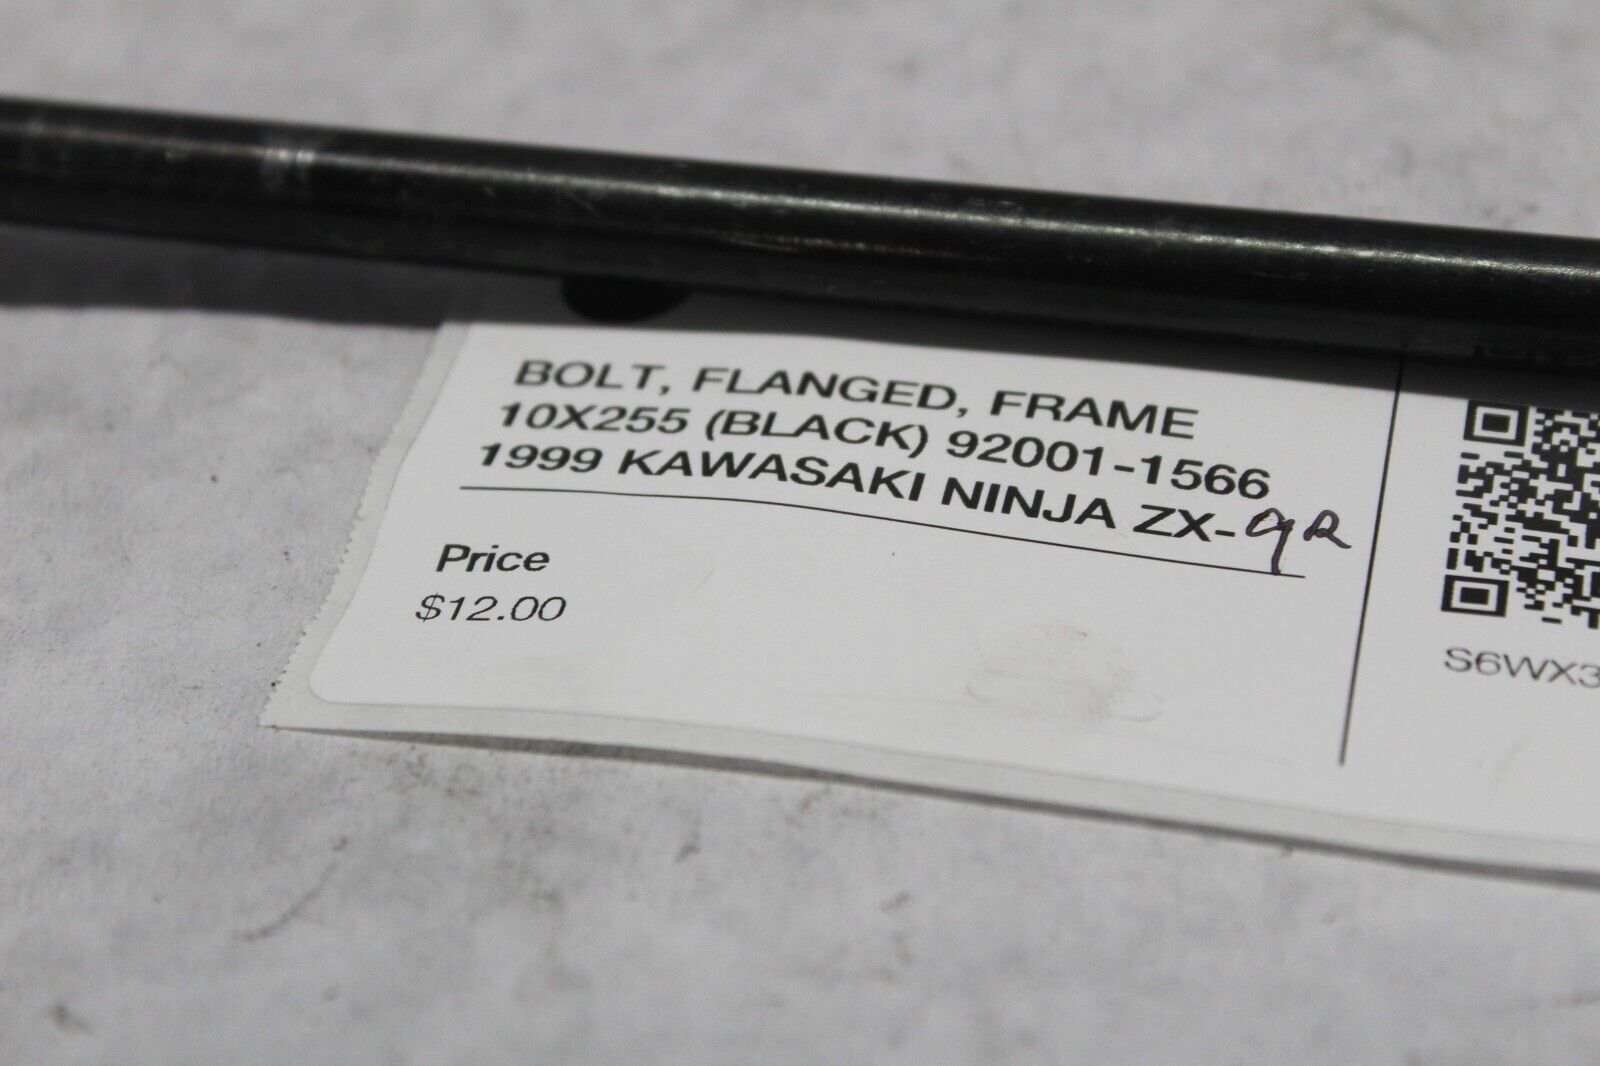 BOLT, FLANGED, FRAME
10X255 (BLACK) 92001-1566
1999 KAWASAKI NINJA ZX-9R
Price
$12.00
S6WX3